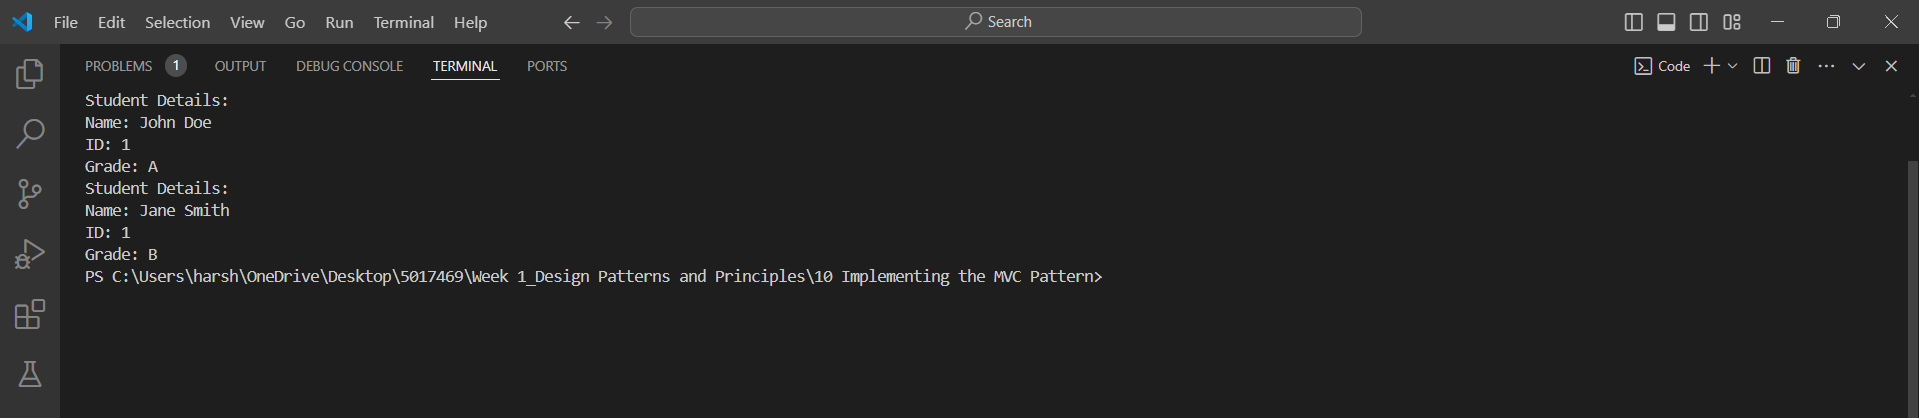 File Edit Selection View Go Run Terminal Help Search
PROBLEMS 1 OUTPUT DEBUG CONSOLE TERMINAL PORTS Code
Student Details:
Name: John Doe
ID: 1
Grade: A
Student Details:
Name: Jane Smith
ID: 1
Grade: B
PS C:\Users\harsh\OneDrive\Desktop\5017469\Week 1_Design Patterns and Principles\10 Implementing the MVC Pattern>